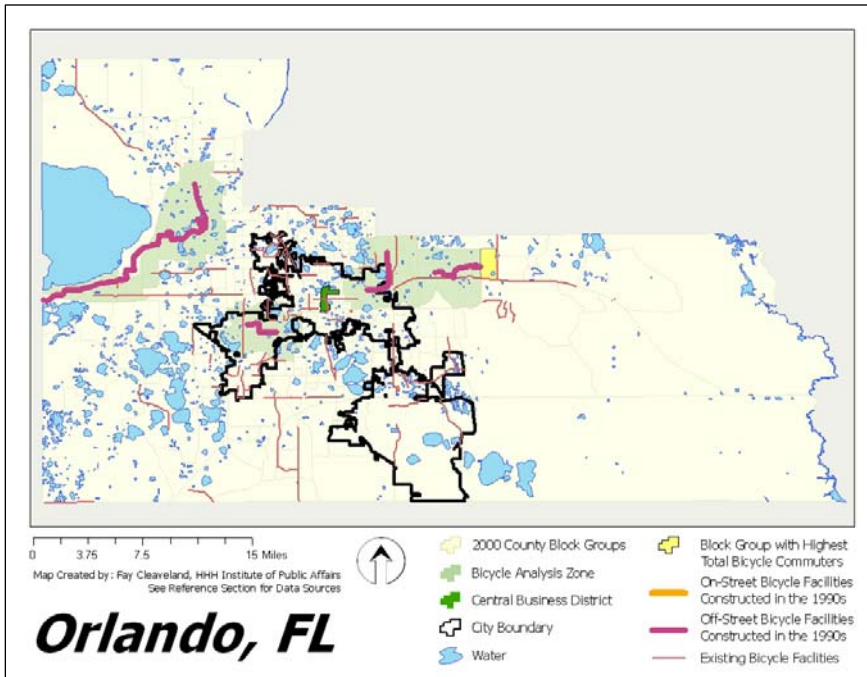 0 3.75 7.5 15 Miles
Map Created by: Fay Cleaveland, HHH Institute of Public Affairs
See Reference Section for Data Sources
Orlando, FL
2000 County Block Groups
Bicycle Analysis Zone
Central Business District
City Boundary
Water
Block Group with Highest
Total Bicycle Commuters
On-Street Bicycle Facilities
Constructed in the 1990s
Off-Street Bicycle Facilities
Constructed in the 1990s
Existing Bicycle Faclities